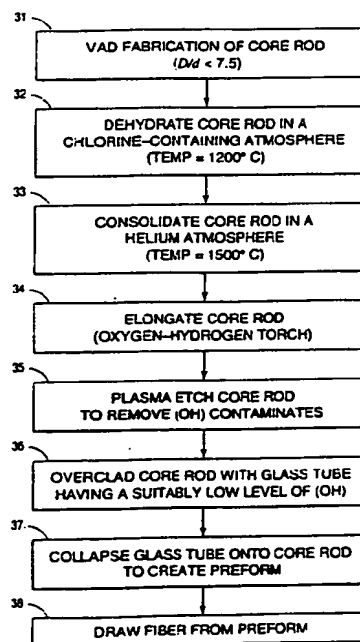 31
VAD FABRICATION OF CORE ROD
(D/d < 7.5)
32
DEHYDRATE CORE ROD IN A
CHLORINE-CONTAINING ATMOSPHERE
(TEMP = 1200° C)
33
CONSOLIDATE CORE ROD IN A
HELIUM ATMOSPHERE
(TEMP = 1500° C)
34
ELONGATE CORE ROD
(OXYGEN-HYDROGEN TORCH)
35
PLASMA ETCH CORE ROD
TO REMOVE (OH) CONTAMINATES
36
OVERCLAD CORE ROD WITH GLASS TUBE
HAVING A SUITABLY LOW LEVEL OF (OH)
37.
COLLAPSE GLASS TUBE ONTO CORE ROD
TO CREATE PREFORM
38
DRAW FIBER FROM PREFORM